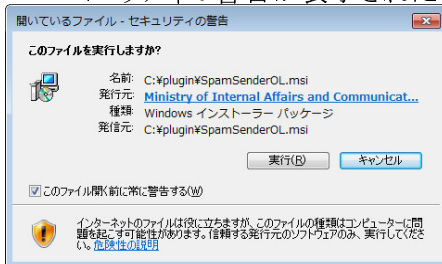 開いているファイル - セキュリティの警告
このファイルを実行しますか?
名前: C:¥plugin¥SpamSenderOL.msi
発行元: Ministry of Internal Affairs and Communicat...
種類: Windows インストーラー パッケージ
発信元: C:¥plugin¥SpamSenderOL.msi
実行(R) キャンセル
このファイル開く前に常に警告する(W)
インターネットのファイルは役に立ちますが、このファイルの種類はコンピューターに問
題を起こす可能性があります。信頼する発行元のソフトウェアのみ、実行してくださ
い。危険性の説明